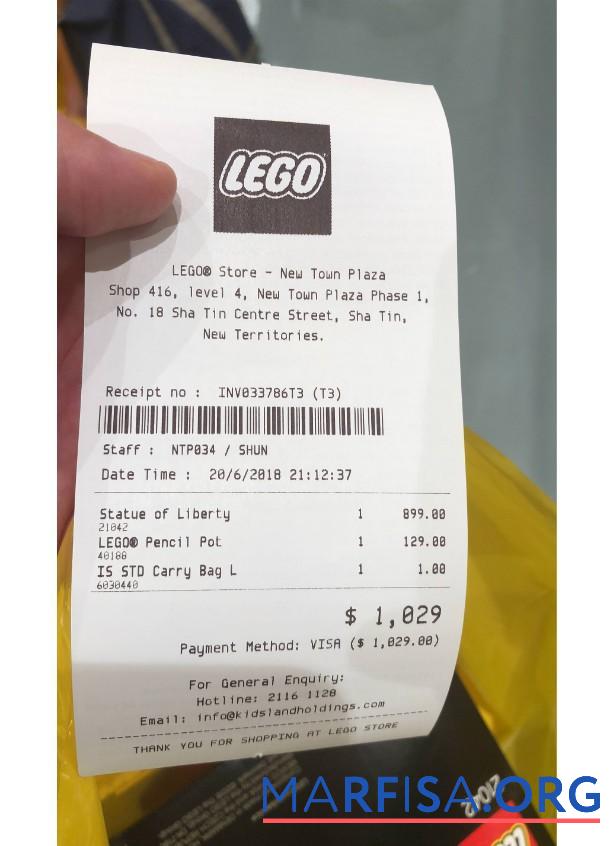 LEGO
LEGO® Store - New Town Plaza
Shop 416, level 4, New Town Plaza Phase 1,
No. 18 Sha Tin Centre Street, Sha Tin,
New Territories.
Receipt no : INV033786T3 (T3)
Staff : NTP034 / SHUN
Date Time : 20/6/2018 21:12:37
Statue of Liberty 1 899.00
21042
LEGO® Pencil Pot 1 129.00
40188
IS STD Carry Bag L 1 1.00
6030440
$ 1,029
Payment Method: VISA ($ 1,029.00)
For General Enquiry:
Hotline: 2116 1128
Email: info@kidslandholdings.com
THANK YOU FOR SHOPPING AT LEGO STORE
21042
MARFISA.ORG